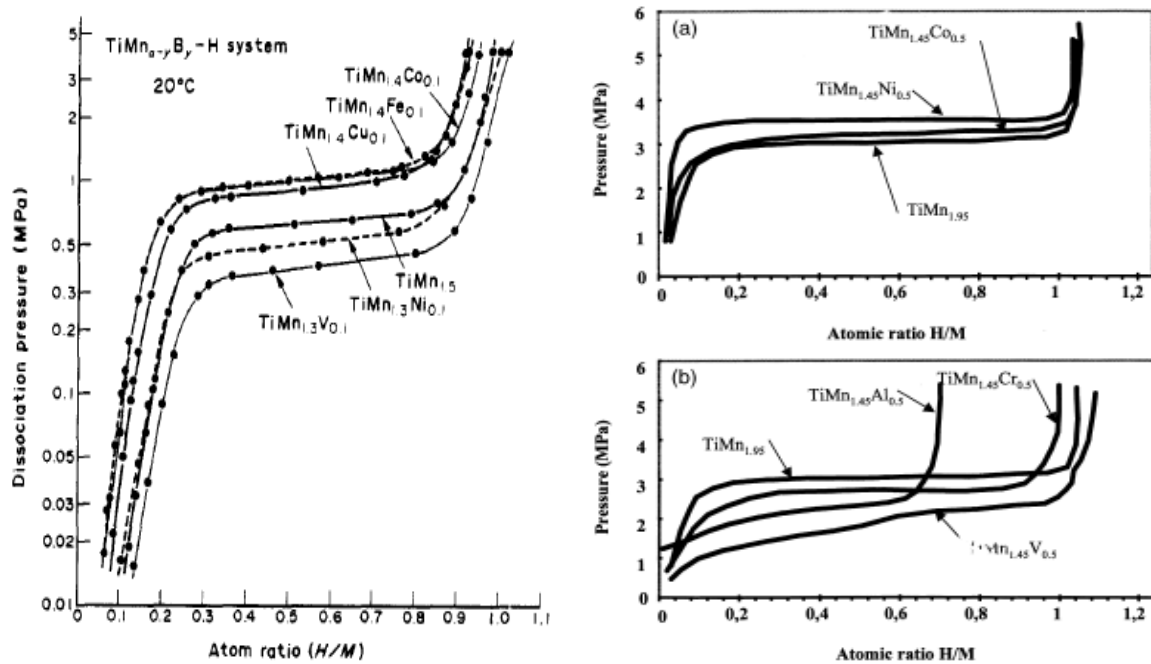 TiMnα-yBy-H system
20°C
TiMn1.4Co0.1
TiMn1.4Fe0.1
TiMn1.4Cu0.1
TiMn1.5
TiMn1.3Ni0.1
TiMn1.3V0.1
Dissociation pressure (MPa)
5
4
3
2
1
0.5
0.3
0.2
0.1
0.05
0.03
0.02
0.01
0 0.1 0.2 0.3 0.4 0.5 0.6 0.7 0.8 0.9 1.0 1.1
Atom ratio (H/M)
(a)
TiMn1.45Co0.5
TiMn1.45Ni0.5
TiMn1.95
Pressure (MPa)
6
5
4
3
2
1
0
0 0,2 0,4 0,6 0,8 1 1,2
Atomic ratio H/M
(b)
TiMn1.45Al0.5
TiMn1.45Cr0.5
TiMn1.95
Mn1.45V0.5
Pressure (MPa)
6
5
4
3
2
1
0
0 0,2 0,4 0,6 0,8 1 1,2
Atomic ratio H/M